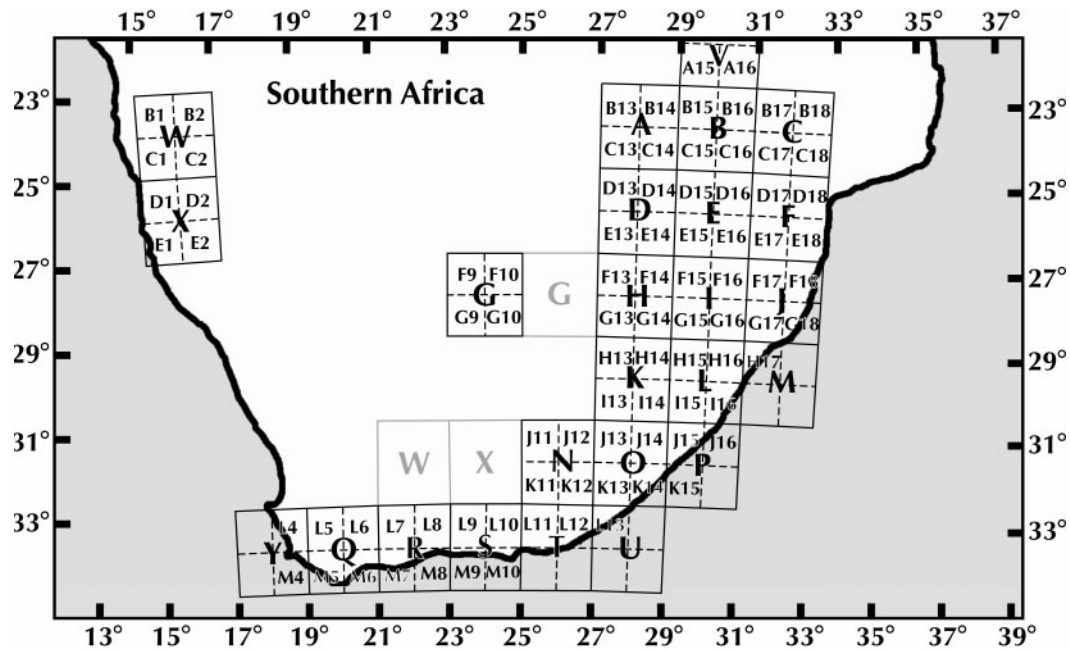 15° 17° 19° 21° 23° 25° 27° 29° 31° 33° 35° 37°
V
A15 A16
Southern Africa
23° 23°
B1 B2 B13 B14 B15 B16 B17 B18
W A B C
C1 C2 C13 C14 C15 C16 C17 C18
25° 25°
D1 D2 D13 D14 D15 D16 D17 D18
X D E F
E1 E2 E13 E14 E15 E16 E17 E18
27° 27°
F9 F10 F13 F14 F15 F16 F17 F18
G G H I J
G9 G10 G13 G14 G15 G16 G17 G18
29° 29°
H13 H14 H15 H16 H17
K L M
I13 I14 I15 I16
31° 31°
J11 J12 J13 J14 J15 J16
W X N O P
K11 K12 K13 K14 K15
33° 33°
L4 L5 L6 L7 L8 L9 L10 L11 L12 L13
Y Q R S T U
M4 M5 M6 M7 M8 M9 M10
13° 15° 17° 19° 21° 23° 25° 27° 29° 31° 33° 35° 37° 39°